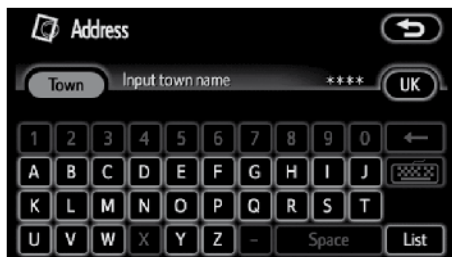 Address
Town Input town name **** UK
1 2 3 4 5 6 7 8 9 0 ←
A B C D E F G H I J
K L M N O P Q R S T
U V W X Y Z - Space List